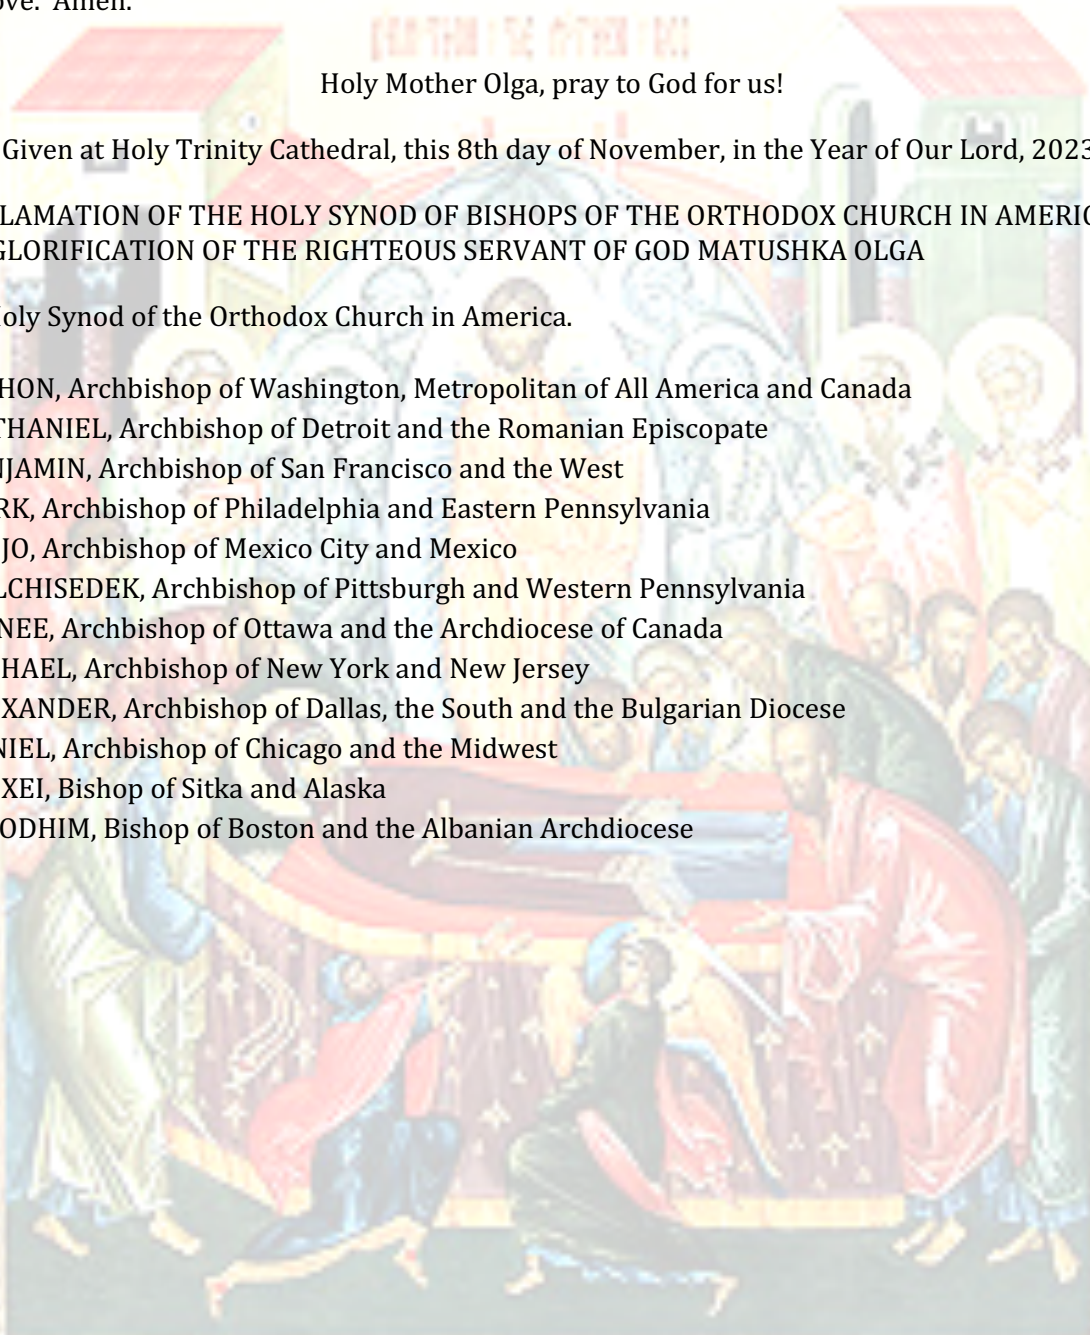 ove. Amen.
Holy Mother Olga, pray to God for us!
Given at Holy Trinity Cathedral, this 8th day of November, in the Year of Our Lord, 2023
LAMATION OF THE HOLY SYNOD OF BISHOPS OF THE ORTHODOX CHURCH IN AMERIC
GLORIFICATION OF THE RIGHTEOUS SERVANT OF GOD MATUSHKA OLGA
Holy Synod of the Orthodox Church in America.
HON, Archbishop of Washington, Metropolitan of All America and Canada
THANIEL, Archbishop of Detroit and the Romanian Episcopate
NJAMIN, Archbishop of San Francisco and the West
RK, Archbishop of Philadelphia and Eastern Pennsylvania
JO, Archbishop of Mexico City and Mexico
LCHISEDEK, Archbishop of Pittsburgh and Western Pennsylvania
NEE, Archbishop of Ottawa and the Archdiocese of Canada
HAEL, Archbishop of New York and New Jersey
XANDER, Archbishop of Dallas, the South and the Bulgarian Diocese
NIEL, Archbishop of Chicago and the Midwest
XEI, Bishop of Sitka and Alaska
ODHIM, Bishop of Boston and the Albanian Archdiocese